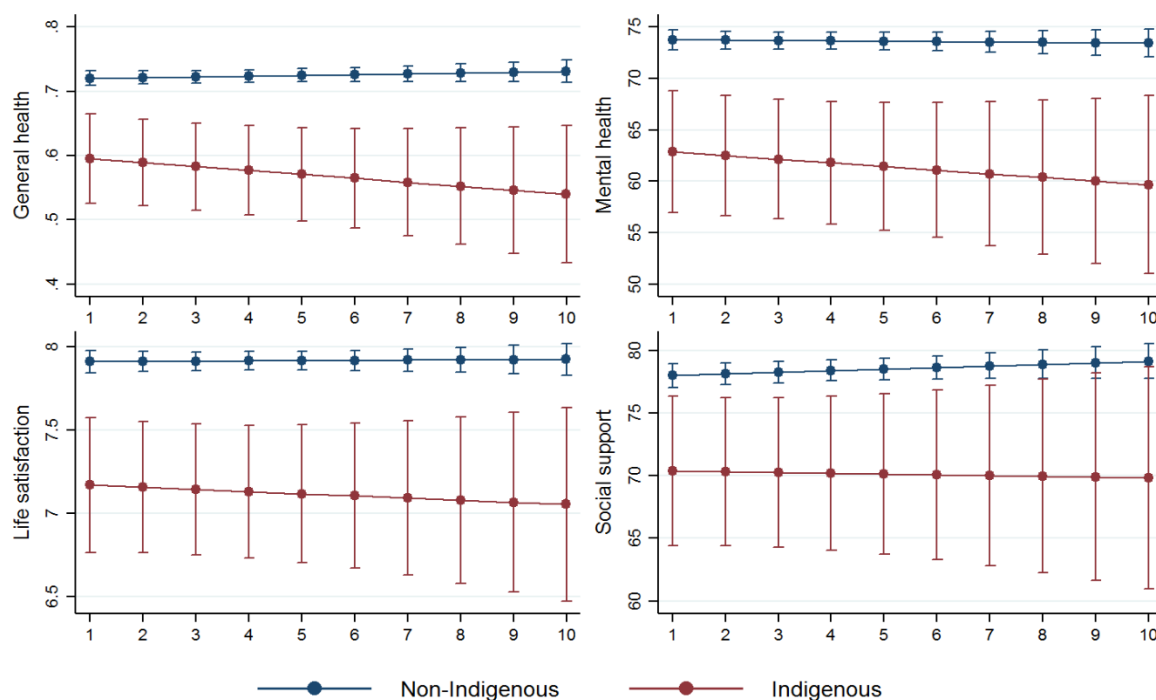 General health
.8
.7
.6
.5
.4
1 2 3 4 5 6 7 8 9 10
Mental health
75
70
65
60
55
50
1 2 3 4 5 6 7 8 9 10
Life satisfaction
8
7.5
7
6.5
1 2 3 4 5 6 7 8 9 10
Social support
80
75
70
65
60
1 2 3 4 5 6 7 8 9 10
Non-Indigenous
Indigenous